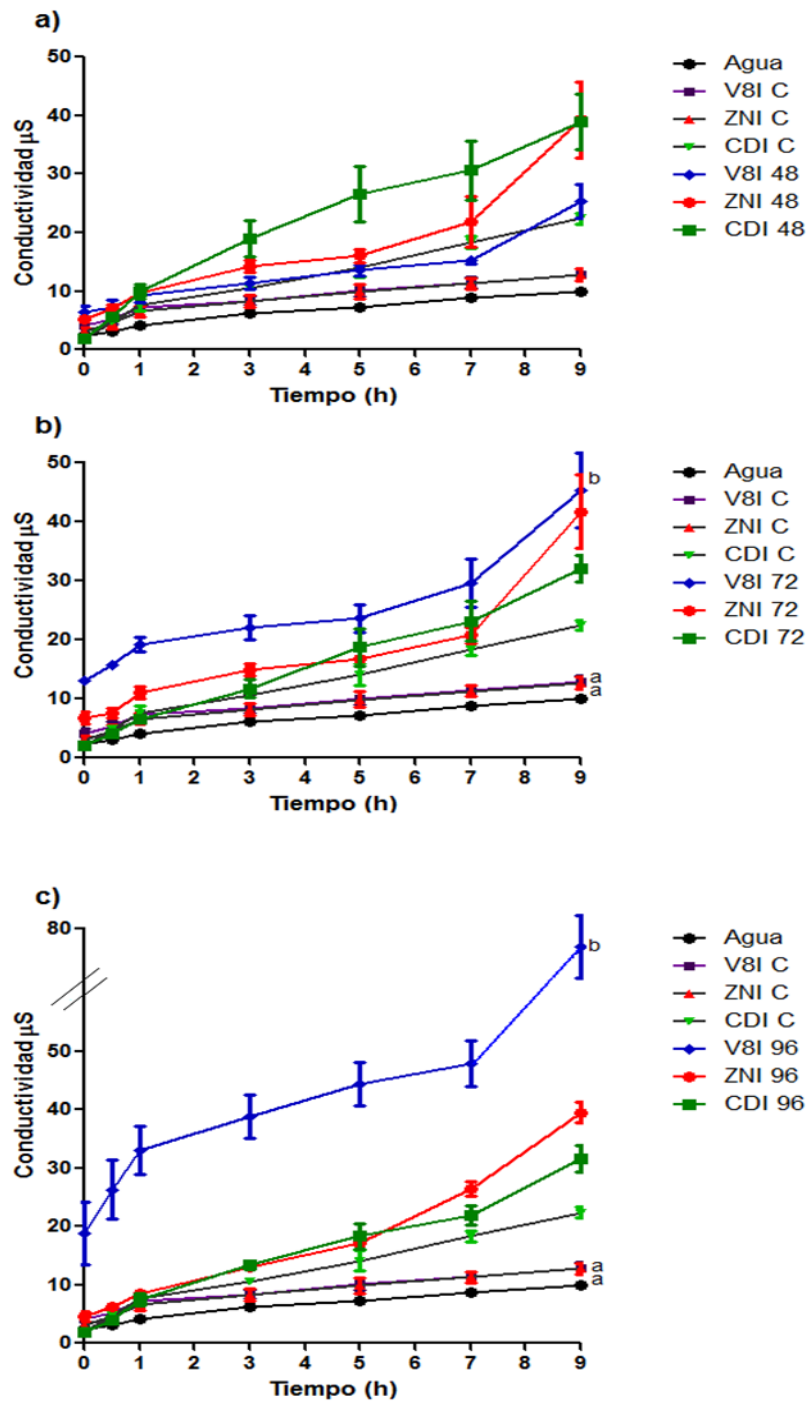 a)
50
40
30
20
10
0
Conductividad µS
0 1 2 3 4 5 6 7 8 9
Tiempo (h)
Agua
V8I C
ZNI C
CDI C
V8I 48
ZNI 48
CDI 48
b)
50
40
30
20
10
0
Conductividad µS
0 1 2 3 4 5 6 7 8 9
Tiempo (h)
b
a
a
Agua
V8I C
ZNI C
CDI C
V8I 72
ZNI 72
CDI 72
c)
80
50
40
30
20
10
0
Conductividad µS
0 1 2 3 4 5 6 7 8 9
Tiempo (h)
b
a
a
Agua
V8I C
ZNI C
CDI C
V8I 96
ZNI 96
CDI 96